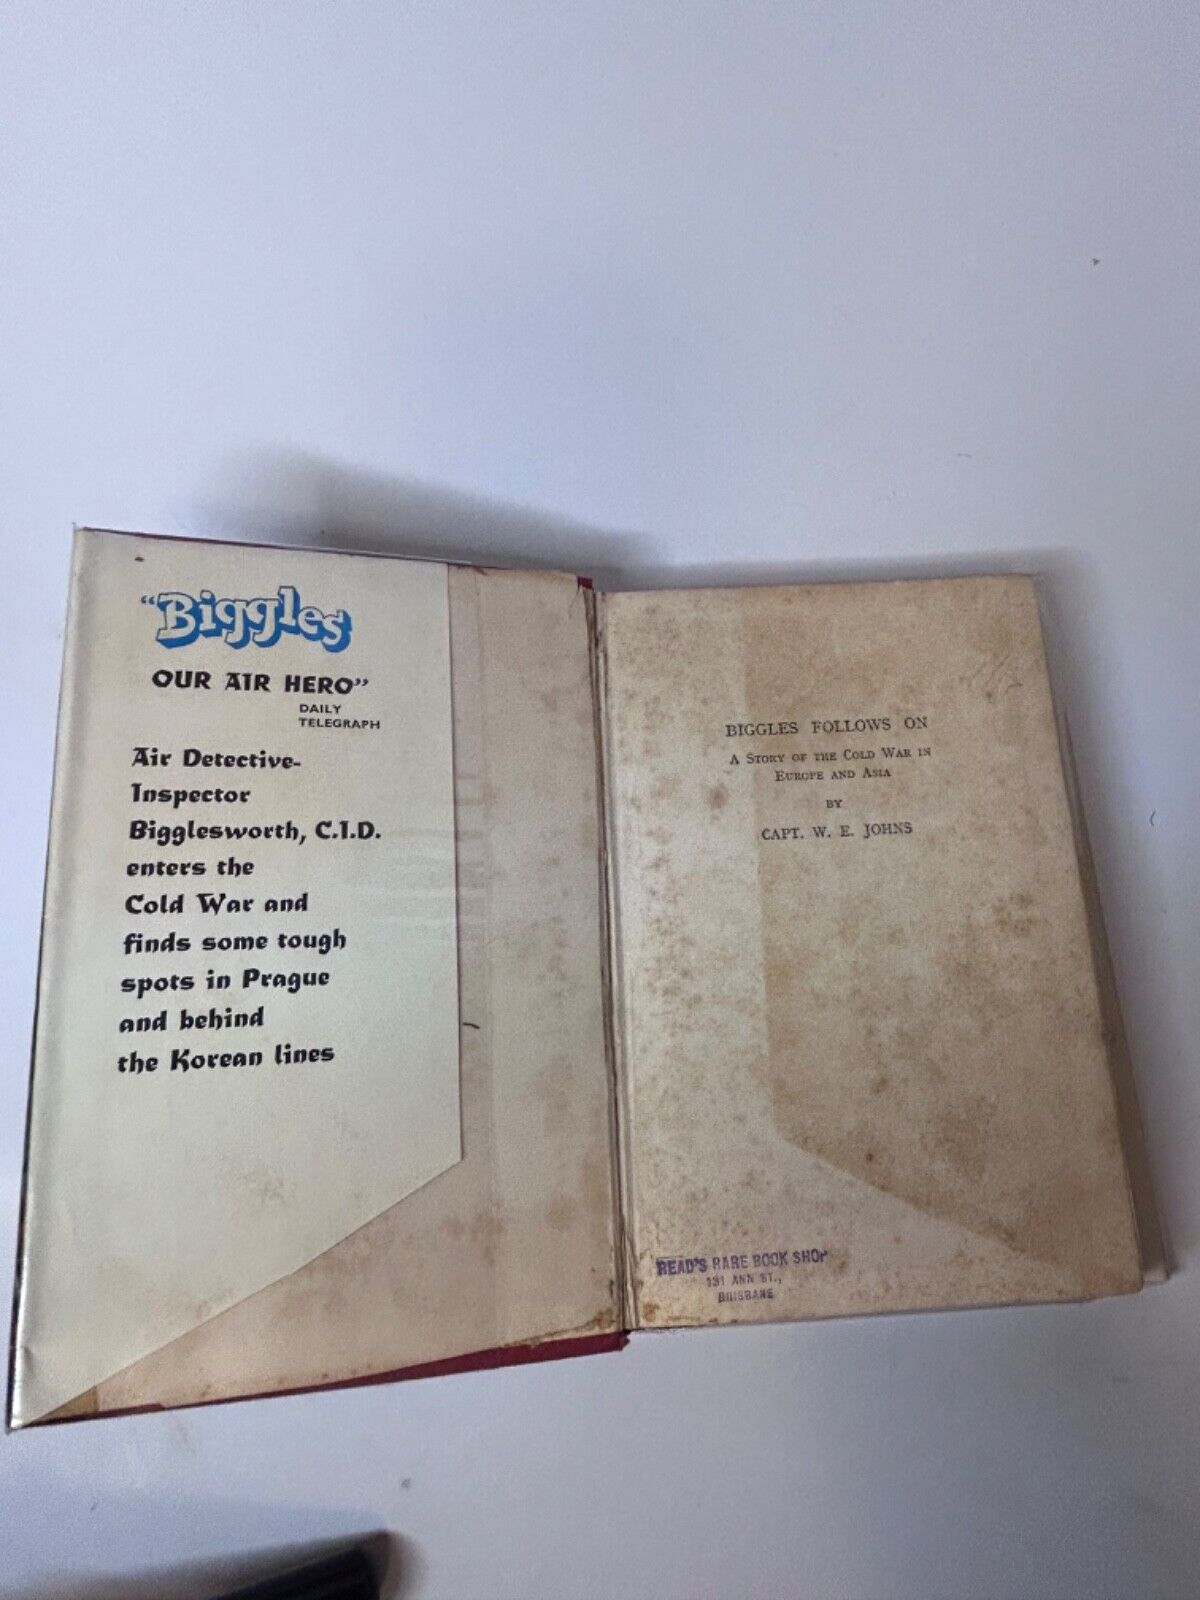 "Biggles
OUR AIR HERO"
DAILY
TELEGRAPH
Air Detective-
Inspector
Bigglesworth, C.I.D.
enters the
Cold War and
finds some tough
spots in Prague
and behind
the Korean lines
BIGGLES FOLLOWS ON
A STORY OF THE COLD WAR IN
EUROPE AND ASIA
BY
CAPT. W. E. JOHNS
READ'S RARE BOOK SHOP
131 ANN ST.,
BRISBANE